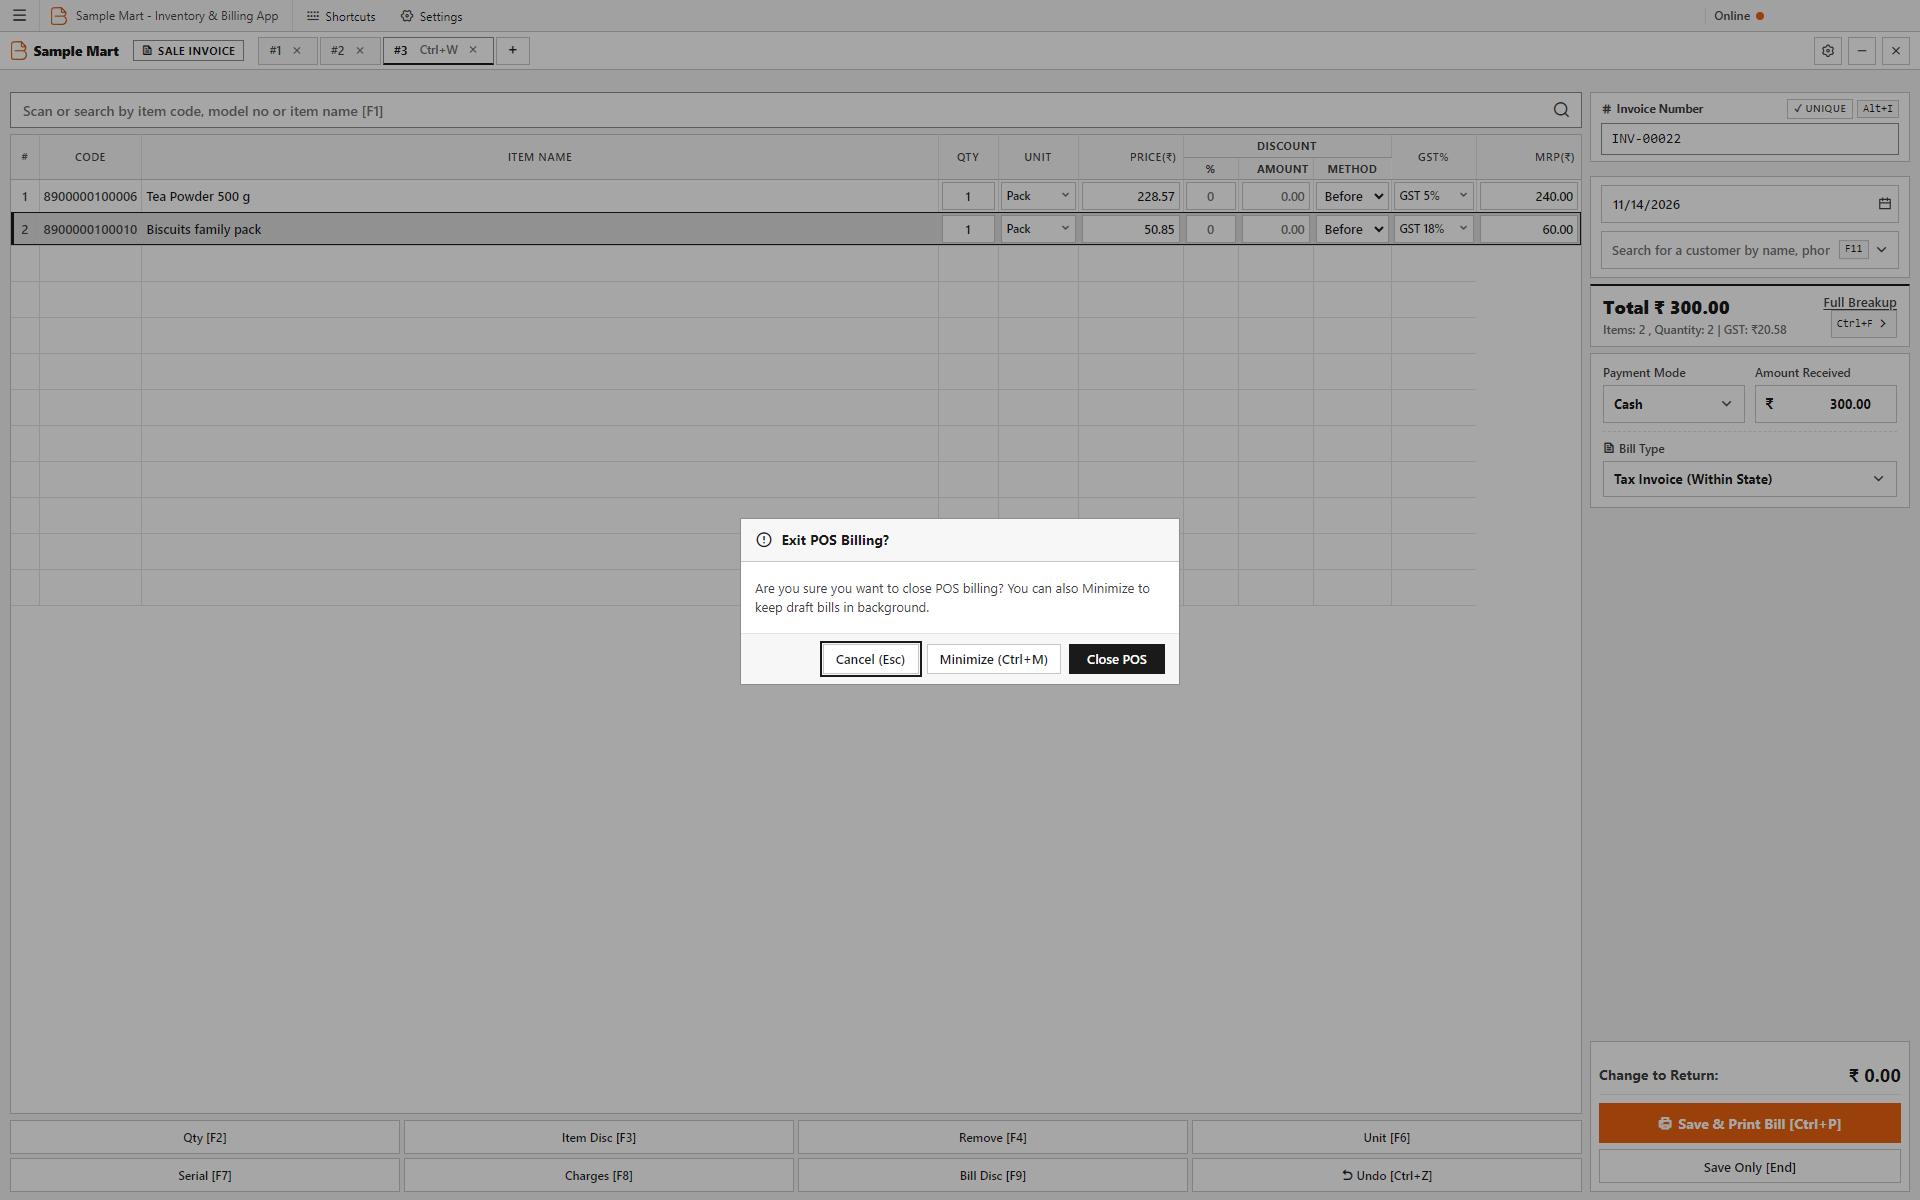 Sample Mart - Inventory & Billing App
Shortcuts
Settings
Online
Sample Mart
SALE INVOICE
#1
#2
#3 Ctrl+W
+
Scan or search by item code, model no or item name [F1]
# CODE ITEM NAME QTY UNIT PRICE(₹) DISCOUNT GST% MRP(₹)
% AMOUNT METHOD
1 8900000100006 Tea Powder 500 g 1 Pack 228.57 0 0.00 Before GST 5% 240.00
2 8900000100010 Biscuits family pack 1 Pack 50.85 0 0.00 Before GST 18% 60.00
# Invoice Number ✓ UNIQUE Alt+I
INV-00022
11/14/2026
Search for a customer by name, phor F11
Total ₹ 300.00 Full Breakup
Items: 2 , Quantity: 2 | GST: ₹20.58 Ctrl+F
Payment Mode Amount Received
Cash ₹ 300.00
Bill Type
Tax Invoice (Within State)
Exit POS Billing?
Are you sure you want to close POS billing? You can also Minimize to
keep draft bills in background.
Cancel (Esc) Minimize (Ctrl+M) Close POS
Change to Return: ₹ 0.00
Save & Print Bill [Ctrl+P]
Save Only [End]
Qty [F2] Item Disc [F3] Remove [F4] Unit [F6]
Serial [F7] Charges [F8] Bill Disc [F9] Undo [Ctrl+Z]